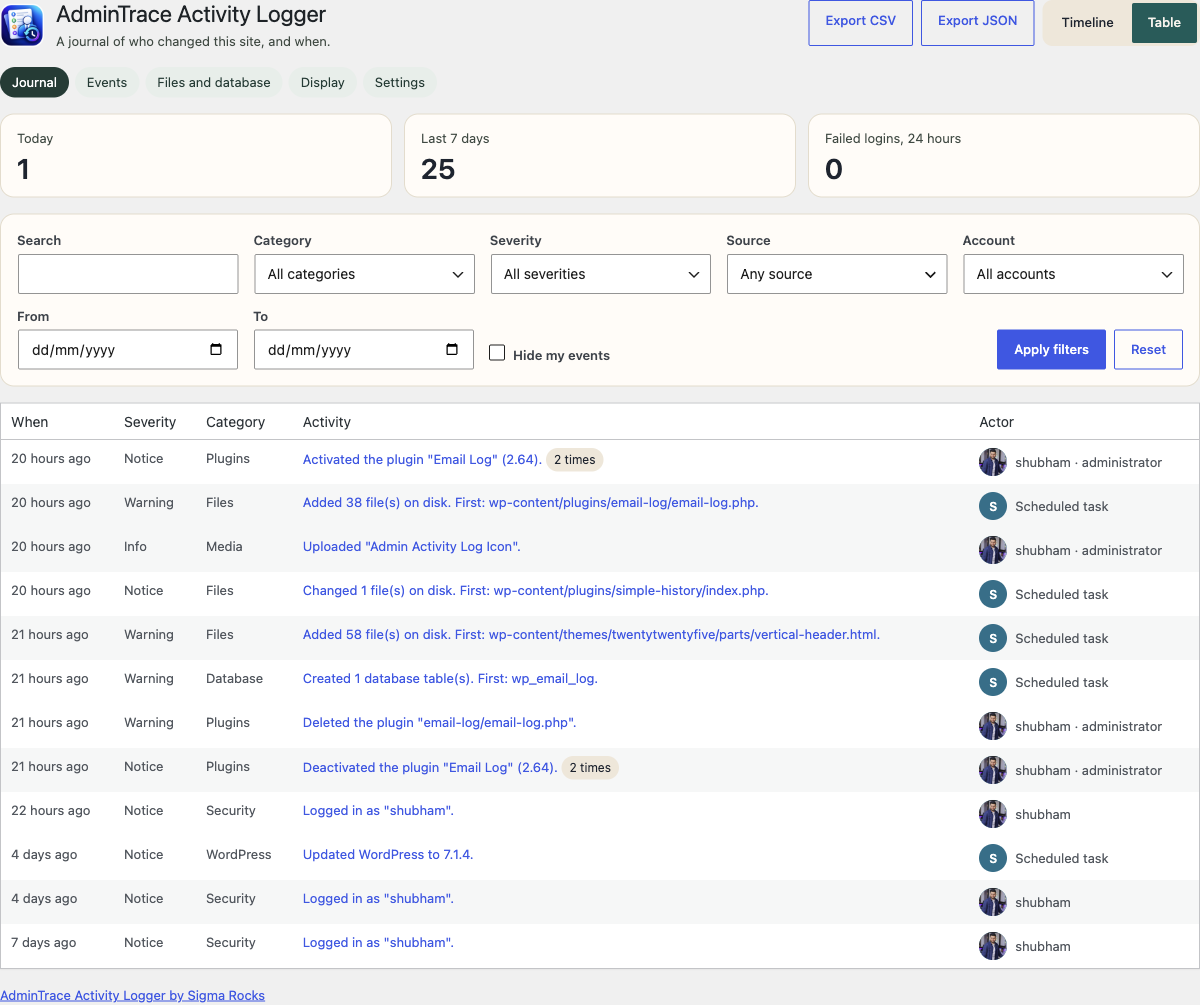 AdminTrace Activity Logger
A journal of who changed this site, and when.
Export CSV
Export JSON
Timeline
Table
Journal
Events
Files and database
Display
Settings
Today
1
Last 7 days
25
Failed logins, 24 hours
0
Search
Category
Severity
Source
Account
All categories
All severities
Any source
All accounts
From
To
dd/mm/yyyy
dd/mm/yyyy
Hide my events
Apply filters
Reset
When Severity Category Activity Actor
20 hours ago Notice Plugins Activated the plugin "Email Log" (2.64). 2 times shubham · administrator
20 hours ago Warning Files Added 38 file(s) on disk. First: wp-content/plugins/email-log/email-log.php. S Scheduled task
20 hours ago Info Media Uploaded "Admin Activity Log Icon". shubham · administrator
20 hours ago Notice Files Changed 1 file(s) on disk. First: wp-content/plugins/simple-history/index.php. S Scheduled task
21 hours ago Warning Files Added 58 file(s) on disk. First: wp-content/themes/twentytwentyfive/parts/vertical-header.html. S Scheduled task
21 hours ago Warning Database Created 1 database table(s). First: wp_email_log. S Scheduled task
21 hours ago Warning Plugins Deleted the plugin "email-log/email-log.php". shubham · administrator
21 hours ago Notice Plugins Deactivated the plugin "Email Log" (2.64). 2 times shubham · administrator
22 hours ago Notice Security Logged in as "shubham". shubham
4 days ago Notice WordPress Updated WordPress to 7.1.4. S Scheduled task
4 days ago Notice Security Logged in as "shubham". shubham
7 days ago Notice Security Logged in as "shubham". shubham
AdminTrace Activity Logger by Sigma Rocks